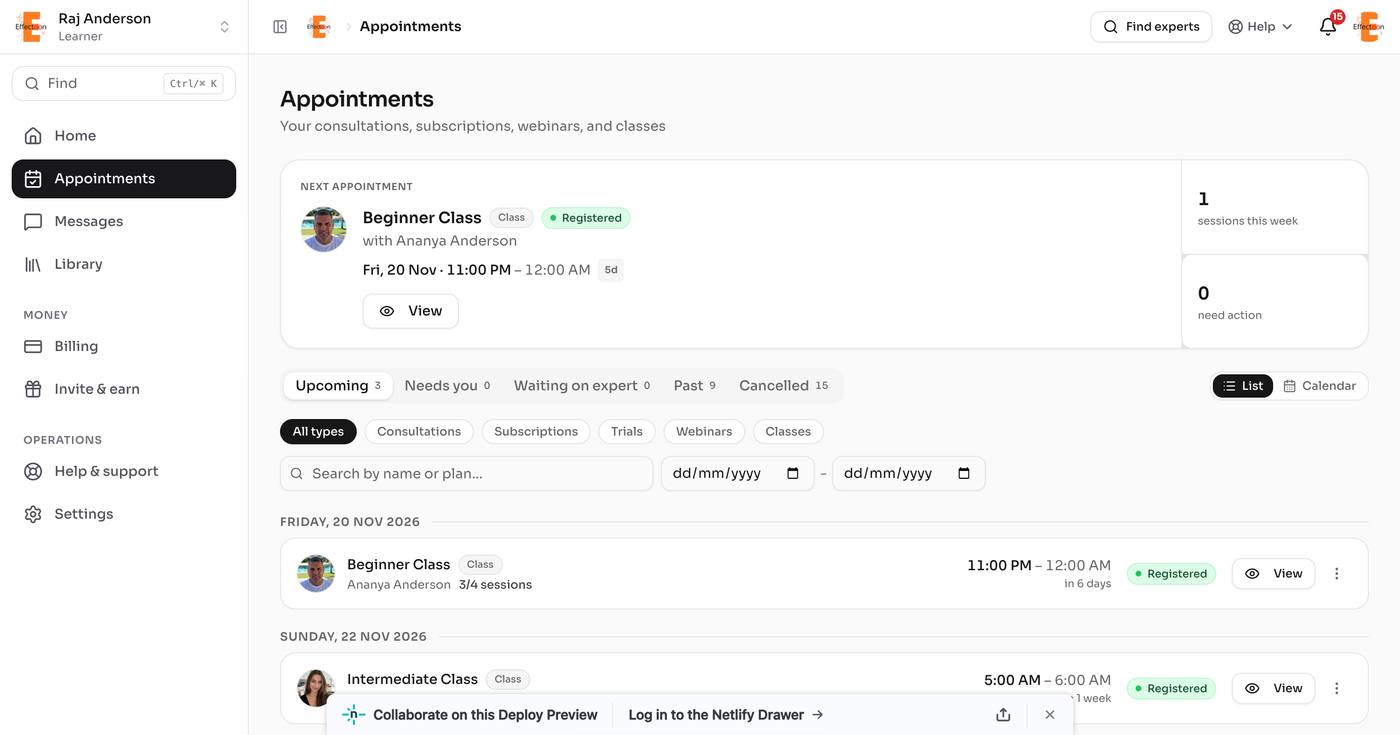 Effectoon
Raj Anderson
Learner
Find
Ctrl/⌘ K
Home
Appointments
Messages
Library
MONEY
Billing
Invite & earn
OPERATIONS
Help & support
Settings
Effectoon
Appointments
Find experts
Help
15
Effectoon
Appointments
Your consultations, subscriptions, webinars, and classes
NEXT APPOINTMENT
Beginner Class Class Registered
with Ananya Anderson
Fri, 20 Nov · 11:00 PM – 12:00 AM 5d
View
1
sessions this week
0
need action
Upcoming 3 Needs you 0 Waiting on expert 0 Past 9 Cancelled 15
List Calendar
All types Consultations Subscriptions Trials Webinars Classes
Search by name or plan... dd/mm/yyyy – dd/mm/yyyy
FRIDAY, 20 NOV 2026
Beginner Class Class
Ananya Anderson 3/4 sessions
11:00 PM – 12:00 AM
in 6 days
Registered
View
SUNDAY, 22 NOV 2026
Intermediate Class Class
5:00 AM – 6:00 AM
1 week
Registered
View
Collaborate on this Deploy Preview
Log in to the Netlify Drawer →